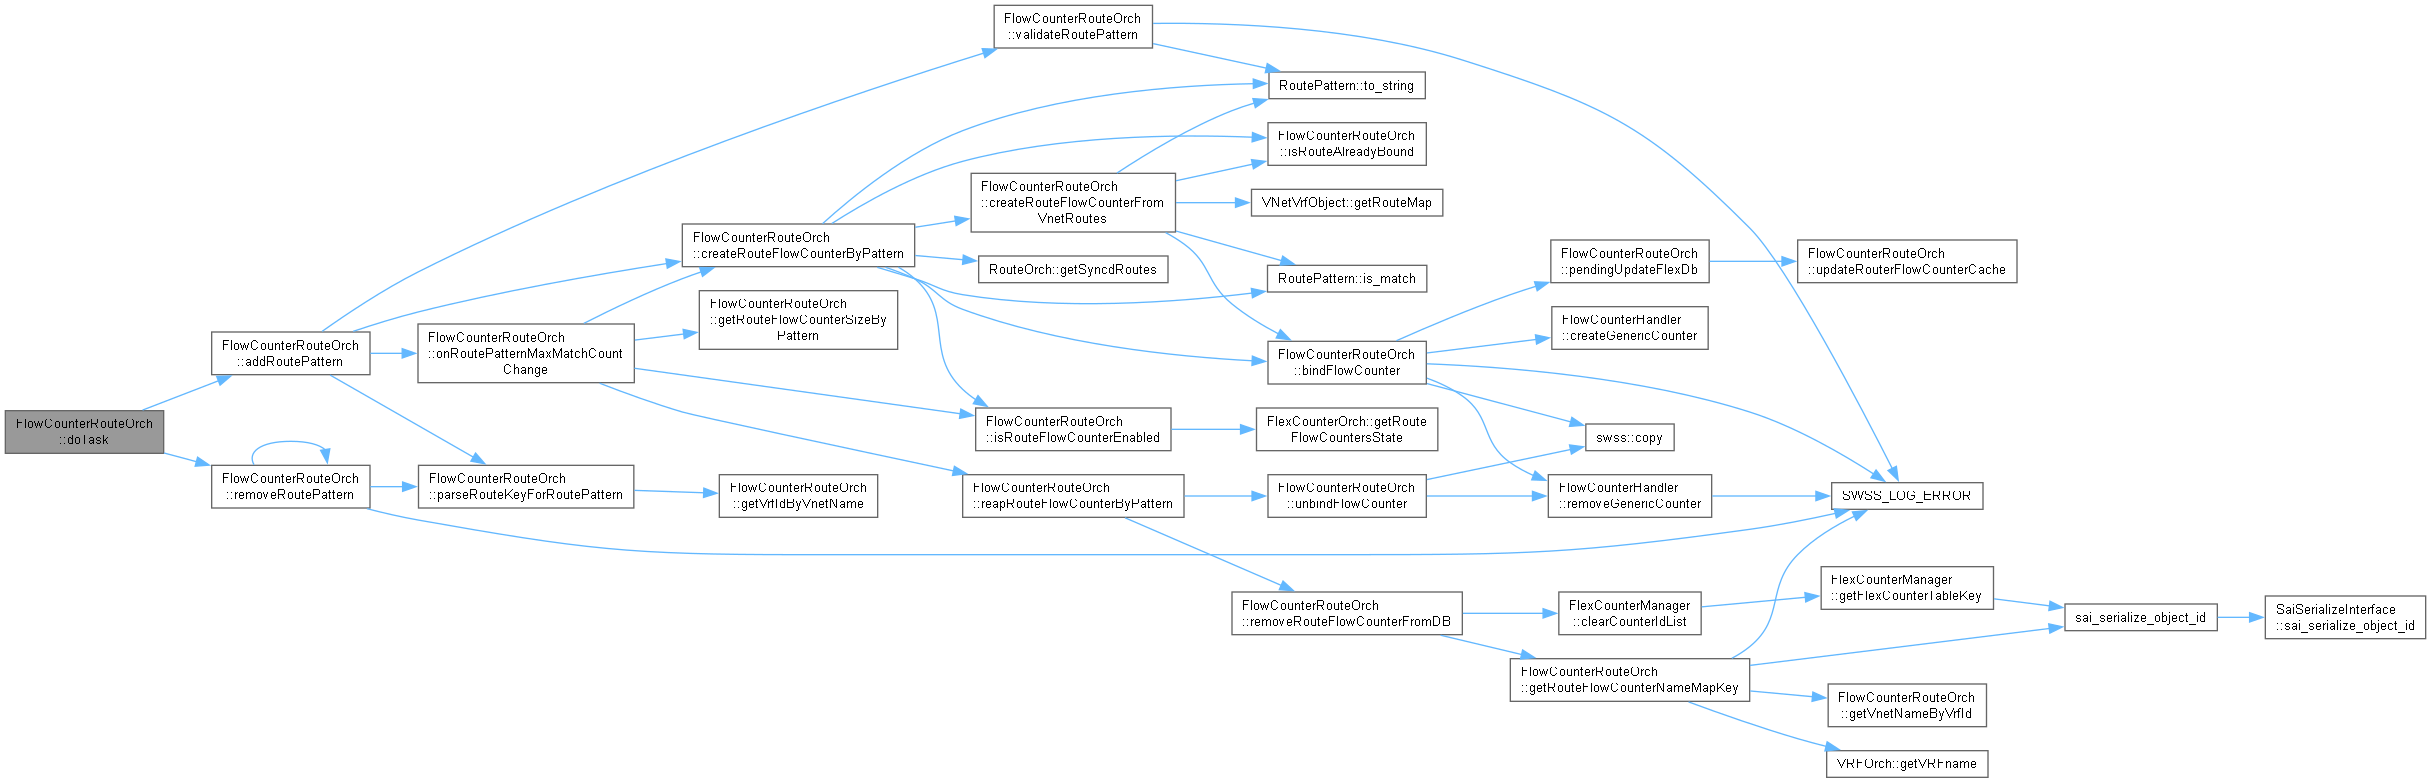 FlowCounterRouteOrch
::doTask
FlowCounterRouteOrch
::addRoutePattern
FlowCounterRouteOrch
::removeRoutePattern
FlowCounterRouteOrch
::onRoutePatternMaxMatchCount
Change
FlowCounterRouteOrch
::parseRouteKeyForRoutePattern
FlowCounterRouteOrch
::createRouteFlowCounterByPattern
FlowCounterRouteOrch
::getRouteFlowCounterSizeBy
Pattern
FlowCounterRouteOrch
::getVrfIdByVnetName
FlowCounterRouteOrch
::validateRoutePattern
FlowCounterRouteOrch
::createRouteFlowCounterFrom
VnetRoutes
RouteOrch::getSyncdRoutes
FlowCounterRouteOrch
::isRouteFlowCounterEnabled
FlowCounterRouteOrch
::reapRouteFlowCounterByPattern
RoutePattern::to_string
FlowCounterRouteOrch
::isRouteAlreadyBound
VNetVrfObject::getRouteMap
RoutePattern::is_match
FlowCounterRouteOrch
::bindFlowCounter
FlexCounterOrch::getRoute
FlowCountersState
FlowCounterRouteOrch
::unbindFlowCounter
FlowCounterRouteOrch
::removeRouteFlowCounterFromDB
FlowCounterRouteOrch
::pendingUpdateFlexDb
FlowCounterHandler
::createGenericCounter
swss::copy
FlowCounterHandler
::removeGenericCounter
FlexCounterManager
::clearCounterIdList
FlowCounterRouteOrch
::getRouteFlowCounterNameMapKey
FlowCounterRouteOrch
::updateRouterFlowCounterCache
SWSS_LOG_ERROR
FlexCounterManager
::getFlexCounterTableKey
FlowCounterRouteOrch
::getVnetNameByVrfId
VRFOrch::getVRFname
sai_serialize_object_id
SaiSerializeInterface
::sai_serialize_object_id